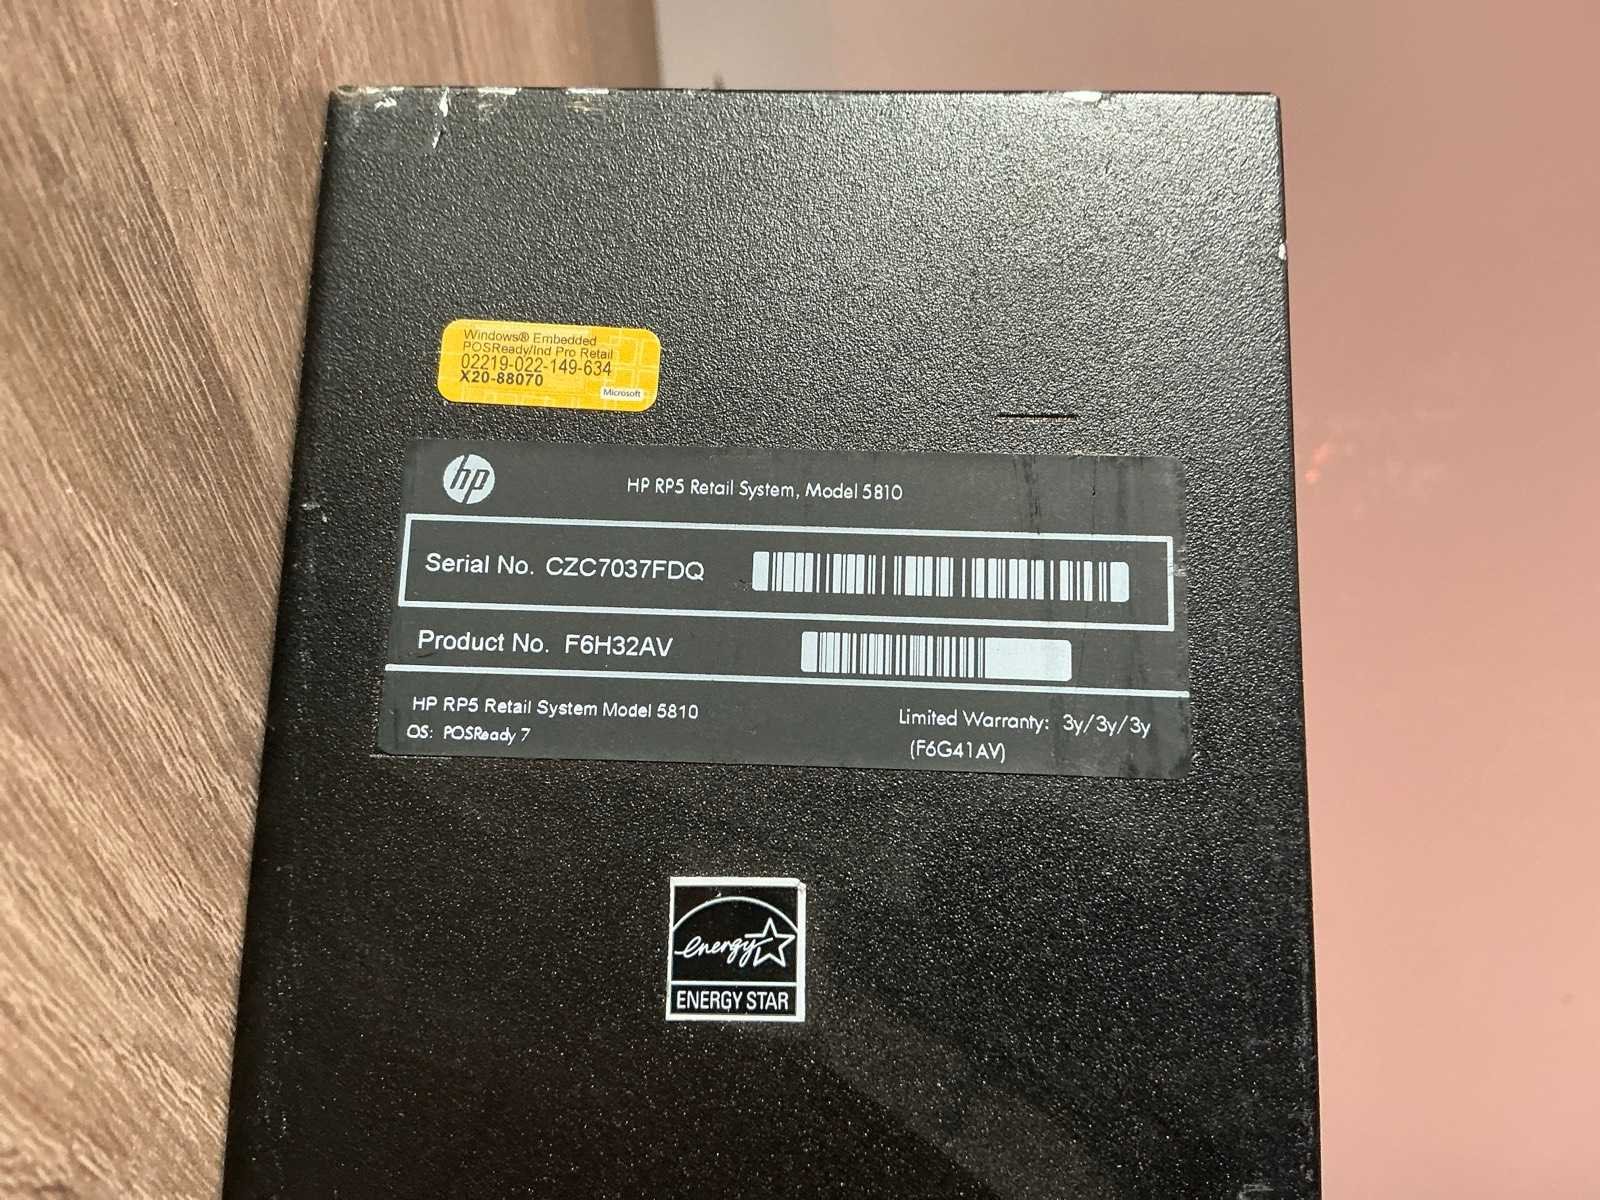 Windows® Embedded
POSReady/Ind Pro Retail
02219-022-149-634
X20-88070
Microsoft
hp
HP RP5 Retail System, Model 5810
Serial No. CZC7037FDQ
Product No. F6H32AV
HP RP5 Retail System Model 5810
OS: POSReady 7
Limited Warranty: 3y/3y/3y
(F6G41AV)
energy
ENERGY STAR